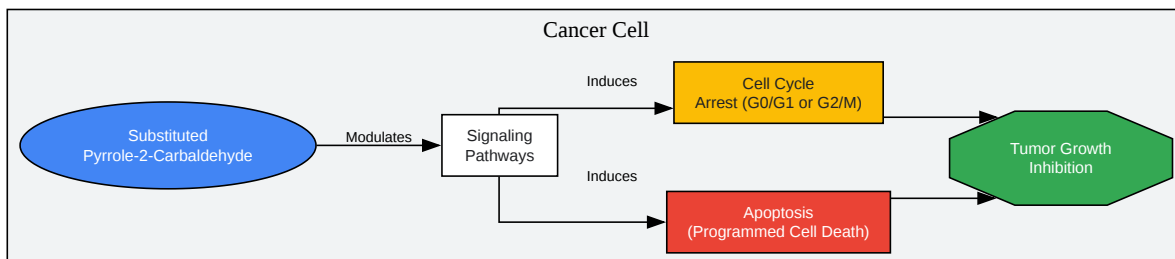 Cancer Cell
Substituted
Pyrrole-2-Carbaldehyde
Modulates
Signaling
Pathways
Induces
Cell Cycle
Arrest (G0/G1 or G2/M)
Induces
Apoptosis
(Programmed Cell Death)
Tumor Growth
Inhibition